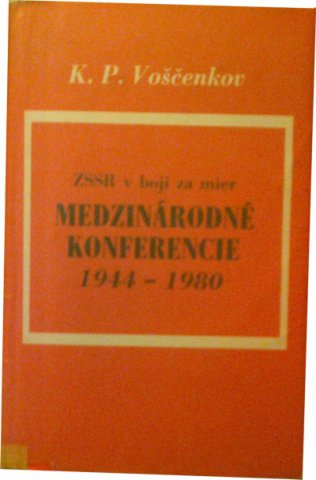 K. P. Voščenkov
ZSSR v boji za mier
MEDZINÁRODNÉ
KONFERENCIE
1944 – 1980